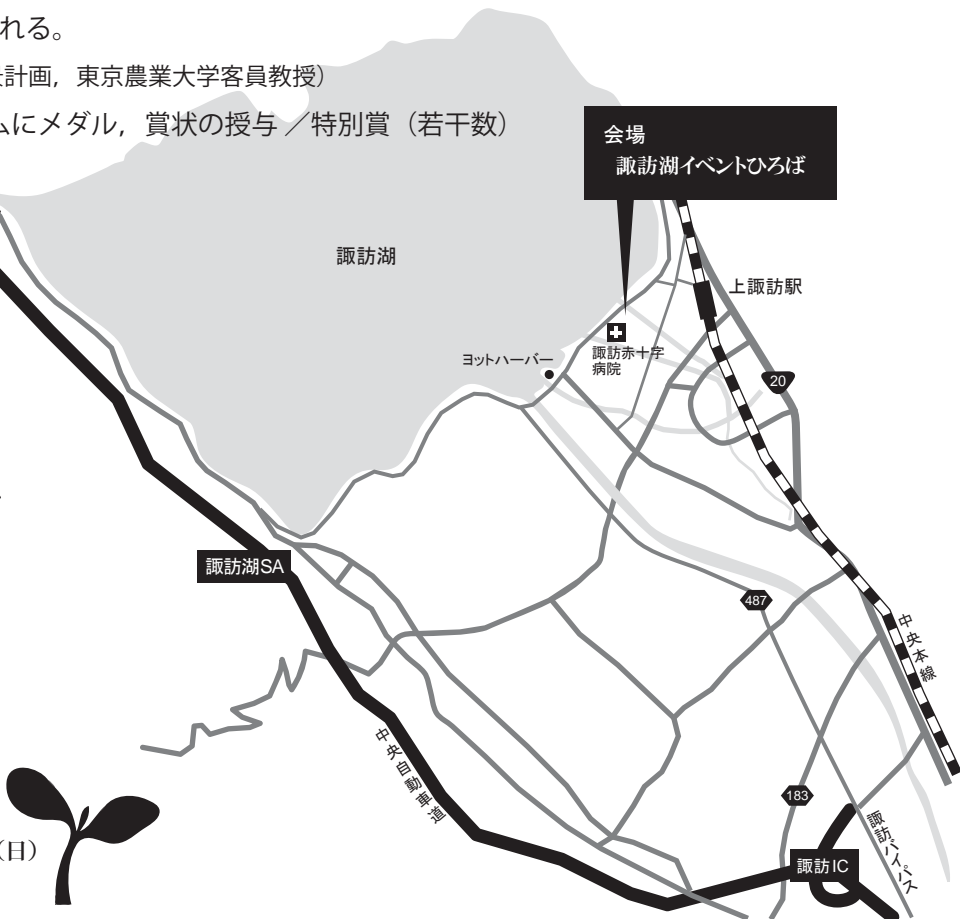 れる。
計画，東京農業大学客員教授）
ムにメダル，賞状の授与／特別賞（若干数）
会場
諏訪湖イベントひろば
諏訪湖
上諏訪駅
ヨットハーバー
諏訪赤十字
病院
20
諏訪湖SA
487
中央本線
中央自動車道
183
諏訪バイパス
諏訪IC
（日）